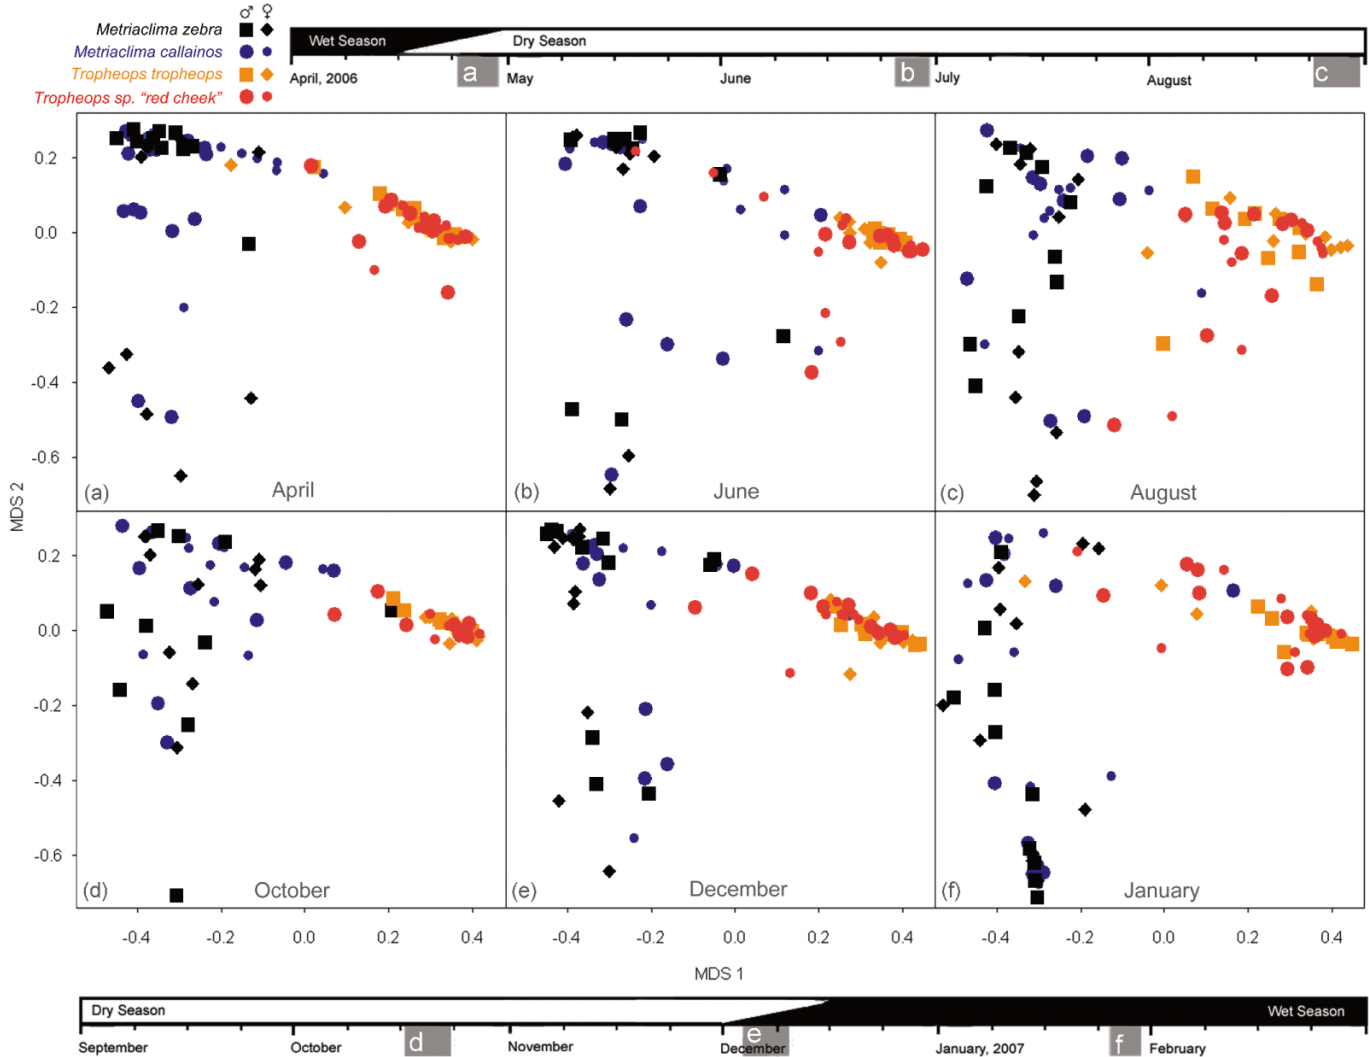 ♂ ♀
Metriaclima zebra
Metriaclima callainos
Tropheops tropheops
Tropheops sp. “red cheek”
Wet Season Dry Season
April, 2006 a May June b July August c
0.2
0.0
-0.2
-0.4
-0.6
(a) April
(b) June
(c) August
MDS 2
0.2
0.0
-0.2
-0.4
-0.6
(d) October
(e) December
(f) January
-0.4 -0.2 0.0 0.2 0.4 -0.4 -0.2 0.0 0.2 0.4 -0.4 -0.2 0.0 0.2 0.4
MDS 1
Dry Season Wet Season
September October d November December e January, 2007 f February